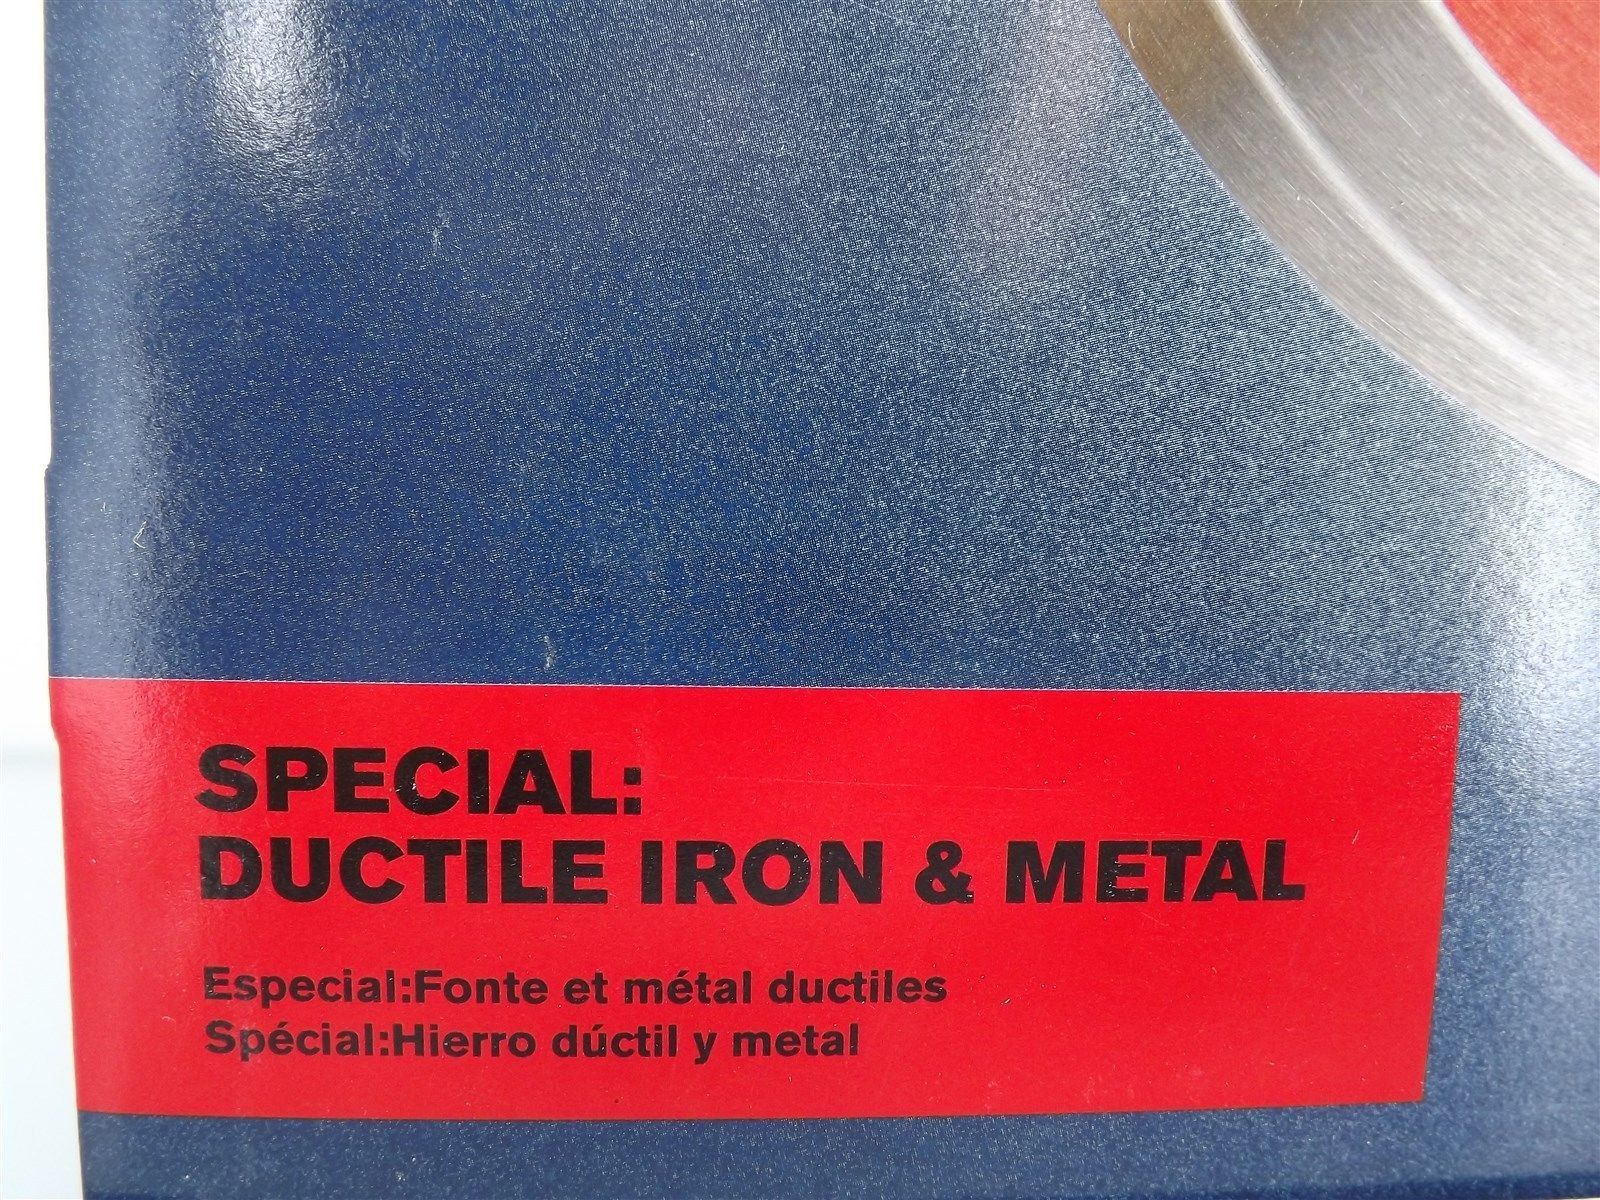 SPECIAL:
DUCTILE IRON & METAL
Especial:Fonte et métal ductiles
Spécial:Hierro dúctil y metal